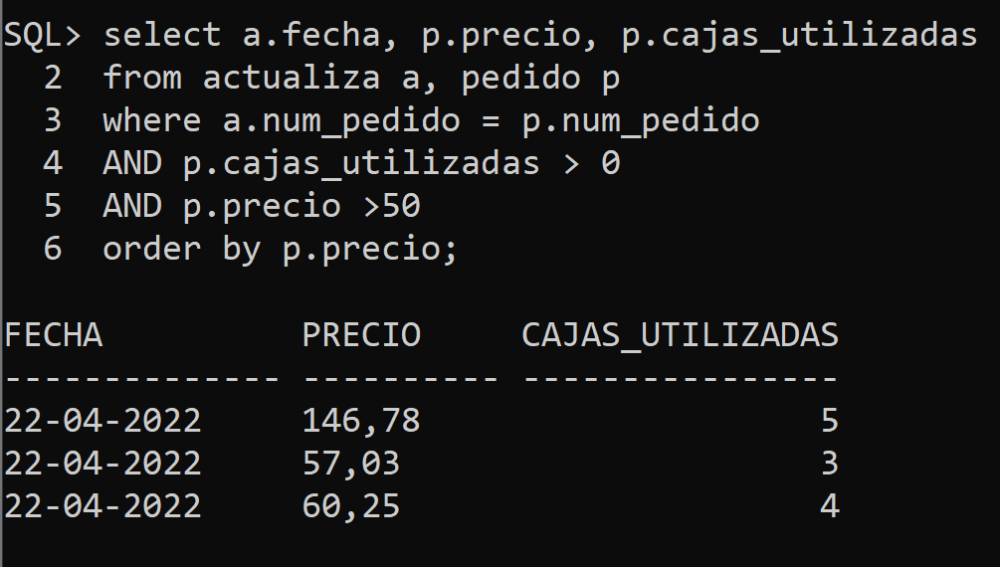 SQL> select a.fecha, p.precio, p.cajas_utilizadas
  2  from actualiza a, pedido p
  3  where a.num_pedido = p.num_pedido
  4  AND p.cajas_utilizadas > 0
  5  AND p.precio >50
  6  order by p.precio;

FECHA          PRECIO     CAJAS_UTILIZADAS
-------------- ---------- ----------------
22-04-2022     146,78                    5
22-04-2022     57,03                     3
22-04-2022     60,25                     4